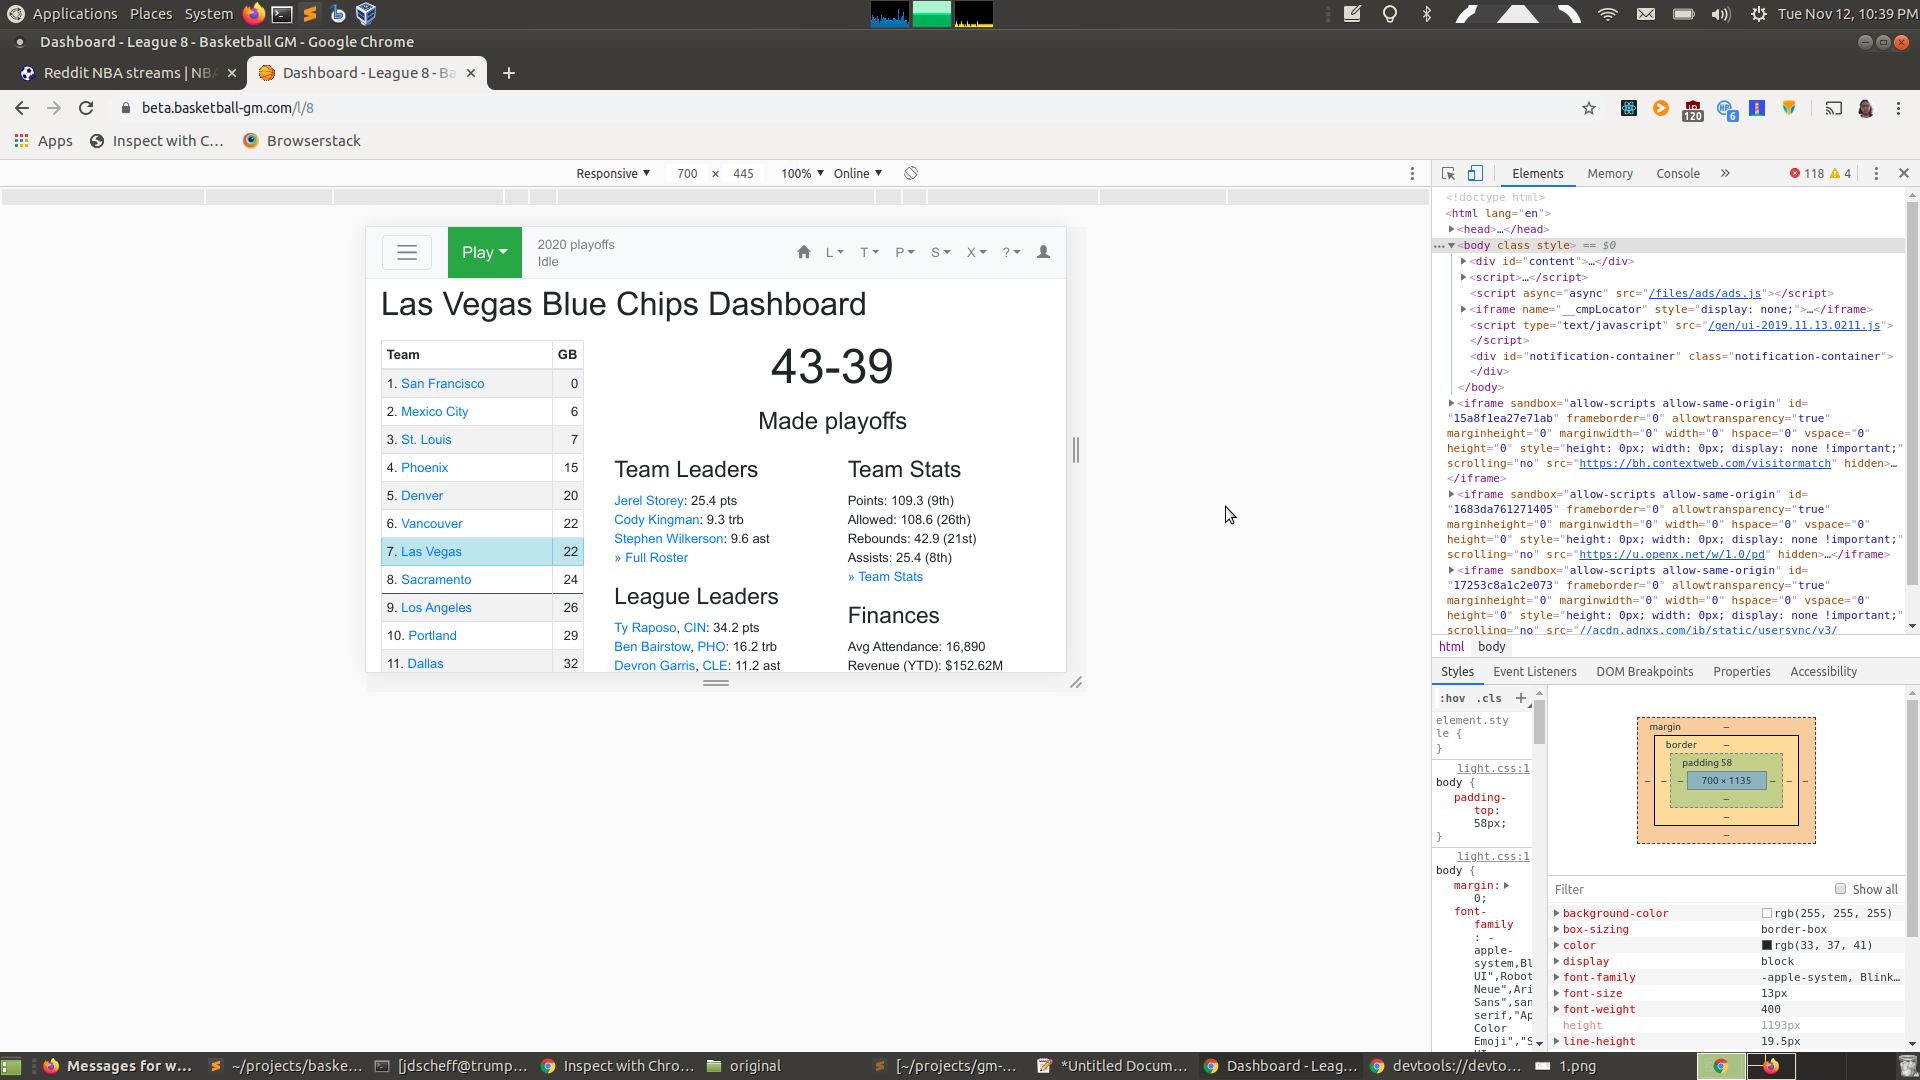 Applications Places System
Tue Nov 12, 10:39 PM
Dashboard - League 8 - Basketball GM - Google Chrome
Reddit NBA streams | NBA
Dashboard - League 8 - Ba
beta.basketball-gm.com/l/8
120
6
Apps
Inspect with C...
Browserstack
Responsive 700 × 445 100% Online
Elements Memory Console » 118 4
2020 playoffs
Play
Idle
L T P S X ?
Las Vegas Blue Chips Dashboard
Team GB
1. San Francisco 0
2. Mexico City 6
3. St. Louis 7
4. Phoenix 15
5. Denver 20
6. Vancouver 22
7. Las Vegas 22
8. Sacramento 24
9. Los Angeles 26
10. Portland 29
11. Dallas 32
43-39
Made playoffs
Team Leaders
Jerel Storey: 25.4 pts
Cody Kingman: 9.3 trb
Stephen Wilkerson: 9.6 ast
» Full Roster
League Leaders
Ty Raposo, CIN: 34.2 pts
Ben Bairstow, PHO: 16.2 trb
Devron Garris, CLE: 11.2 ast
Team Stats
Points: 109.3 (9th)
Allowed: 108.6 (26th)
Rebounds: 42.9 (21st)
Assists: 25.4 (8th)
» Team Stats
Finances
Avg Attendance: 16,890
Revenue (YTD): $152.62M
<!doctype html>
<html lang="en">
<head>…</head>
<body class style> == $0
<div id="content">…</div>
<script>…</script>
<script async="async" src="/files/ads/ads.js"></script>
<iframe name="__cmpLocator" style="display: none;">…</iframe>
<script type="text/javascript" src="/gen/ui-2019.11.13.0211.js">
</script>
<div id="notification-container" class="notification-container">
</div>
</body>
<iframe sandbox="allow-scripts allow-same-origin" id=
"15a8f1ea27e71ab" frameborder="0" allowtransparency="true"
marginheight="0" marginwidth="0" width="0" hspace="0" vspace="0"
height="0" style="height: 0px; width: 0px; display: none !important;"
scrolling="no" src="https://bh.contextweb.com/visitormatch" hidden>…
</iframe>
<iframe sandbox="allow-scripts allow-same-origin" id=
"1683da761271405" frameborder="0" allowtransparency="true"
marginheight="0" marginwidth="0" width="0" hspace="0" vspace="0"
height="0" style="height: 0px; width: 0px; display: none !important;"
scrolling="no" src="https://u.openx.net/w/1.0/pd" hidden>…</iframe>
<iframe sandbox="allow-scripts allow-same-origin" id=
"17253c8a1c2e073" frameborder="0" allowtransparency="true"
marginheight="0" marginwidth="0" width="0" hspace="0" vspace="0"
height="0" style="height: 0px; width: 0px; display: none !important;"
scrolling="no" src="//acdn.adnxs.com/ib/static/usersync/v3/
html body
Styles Event Listeners DOM Breakpoints Properties Accessibility
:hov .cls +
element.sty
le {
}
light.css:1
body {
padding-
top:
58px;
}
light.css:1
body {
margin:
0;
font-
family
: -
apple-
system,Bl
UI",Robot
Neue",Ari
Sans",san
serif,"Ap
Color
Emoji","S
margin –
border –
padding 58
– – – 700 × 1135 – – –
–
–
–
Filter Show all
background-color rgb(255, 255, 255)
box-sizing border-box
color rgb(33, 37, 41)
display block
font-family -apple-system, Blink…
font-size 13px
font-weight 400
height 1193px
line-height 19.5px
Messages for w...
~/projects/baske...
[jdscheff@trump...
Inspect with Chro...
original
[~/projects/gm-...
*Untitled Docum...
Dashboard - Leag...
devtools://devto...
1.png